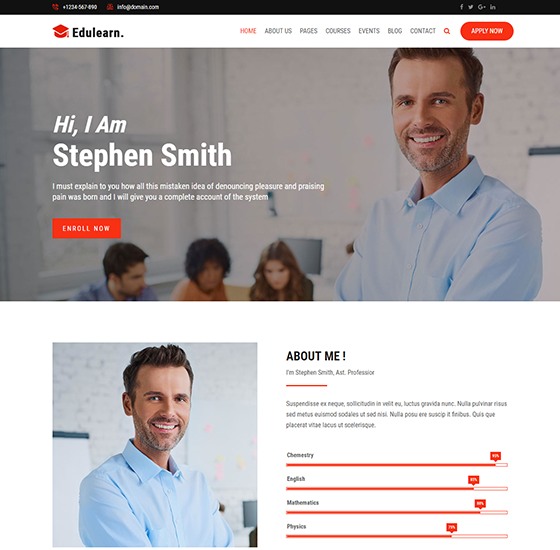 +1234-567-890 info@domain.com
Edulearn.
HOME ABOUT US PAGES COURSES EVENTS BLOG CONTACT APPLY NOW
Hi, I Am
Stephen Smith
I must explain to you how all this mistaken idea of denouncing pleasure and praising
pain was born and I will give you a complete account of the system
ENROLL NOW
ABOUT ME !
I'm Stephen Smith, Ast. Professior
Suspendisse ex neque, sollicitudin in velit eu, luctus gravida nunc. Nulla pulvinar risus
sed metus euismod sodales ut sed nisi. Nulla posu ere suscip it finibus. Quis que
placerat vitae lacus ut scelerisque.
Chemestry
95%
English
85%
Mathematics
Physics
75%